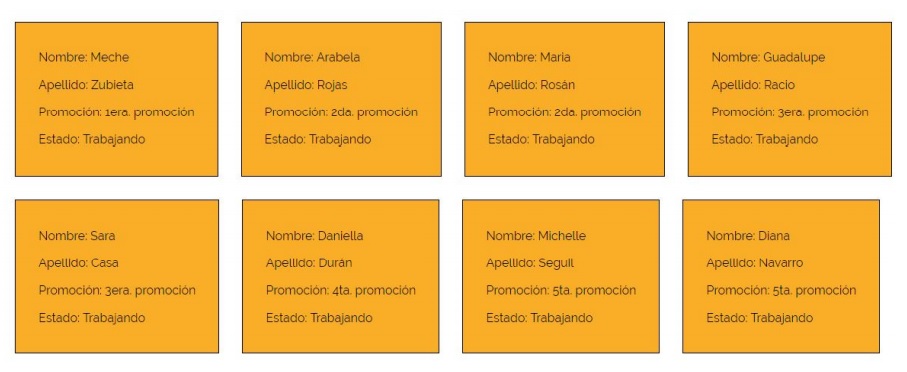 Nombre: Meche
Apellido: Zubieta
Promoción: 1era. promoción
Estado: Trabajando
Nombre: Arabela
Apellido: Rojas
Promoción: 2da. promoción
Estado: Trabajando
Nombre: Maria
Apellido: Rosán
Promoción: 2da. promoción
Estado: Trabajando
Nombre: Guadalupe
Apellido: Racio
Promoción: 3era. promoción
Estado: Trabajando
Nombre: Sara
Apellido: Casa
Promoción: 3era. promoción
Estado: Trabajando
Nombre: Daniella
Apellido: Durán
Promoción: 4ta. promoción
Estado: Trabajando
Nombre: Michelle
Apellido: Seguil
Promoción: 5ta. promoción
Estado: Trabajando
Nombre: Diana
Apellido: Navarro
Promoción: 5ta. promoción
Estado: Trabajando